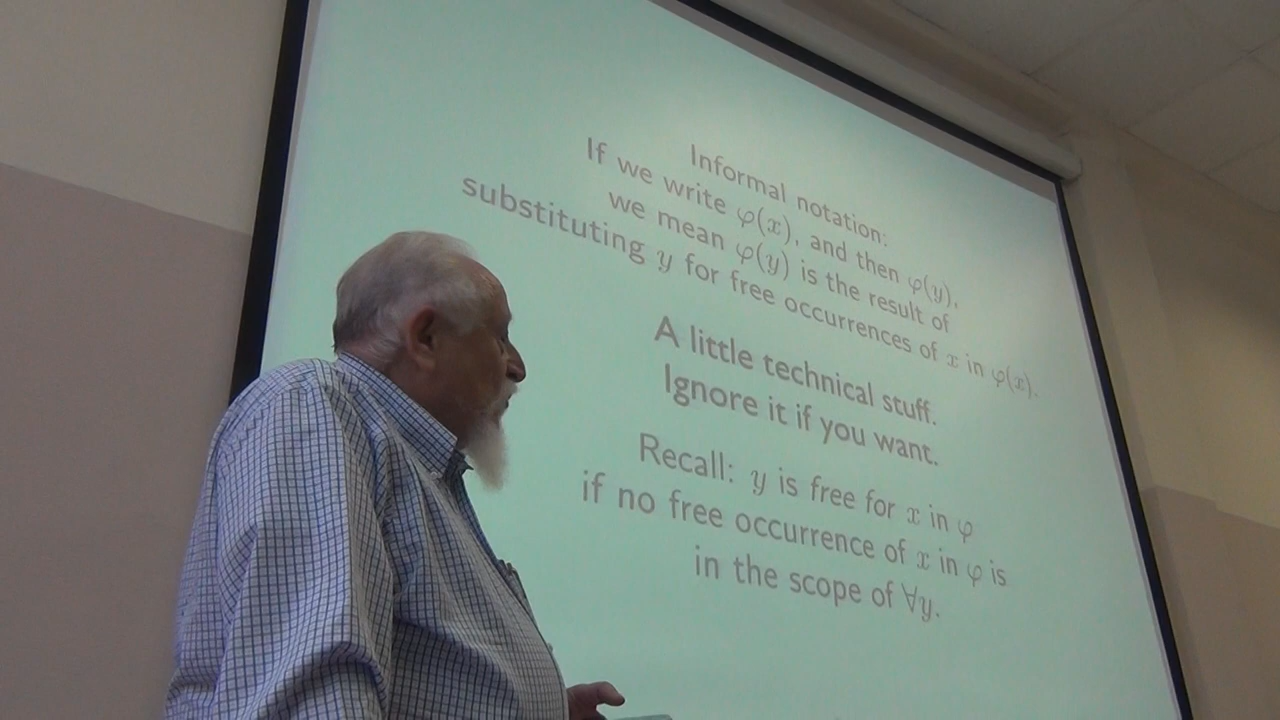 Informal notation:
If we write φ(x), and then φ(y),
we mean φ(y) is the result of
substituting y for free occurrences of x in φ(x).
A little technical stuff.
Ignore it if you want.
Recall: y is free for x in φ
if no free occurrence of x in φ is
in the scope of ∀y.